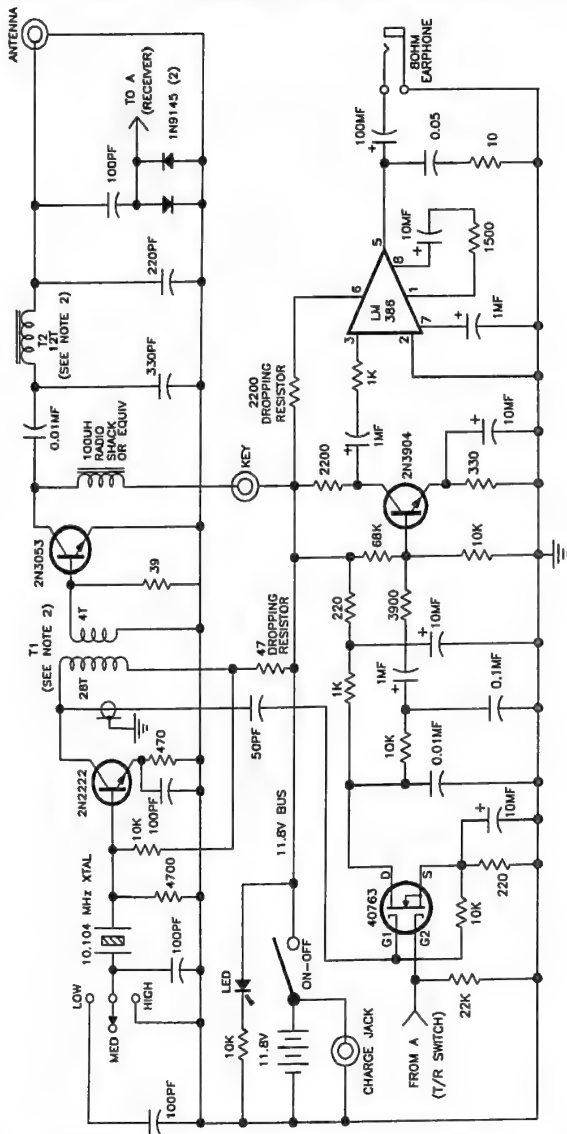 ANTENNA
TO A
(RECEIVER)
1N9145 (2)
100PF
220PF
T2
12T
(SEE NOTE 2)
330PF
0.01MF
100UH
RADIO
SHACK
OR EQUIV
KEY
2N3053
39
4T
T1
(SEE NOTE 2)
28T
47
DROPPING
RESISTOR
2N2222
470
100PF
10K
4700
10.104 MHz XTAL
100PF
LOW
MED
HIGH
100PF
50PF
11.8V BUS
LED
10K
ON-OFF
11.8V
CHARGE JACK
8OHM
EARPHONE
100MF
+
0.05
10
5
6
8
10MF
+
1500
1
LM
386
3
2
7
+
1MF
1K
2200
DROPPING
RESISTOR
1MF
+
2200
2N3904
10MF
+
330
68K
10K
220
3900
10MF
+
1K
1MF
+
0.1MF
10K
0.01MF
10MF
+
D
S
40763
G1
G2
220
10K
22K
FROM A
(T/R SWITCH)